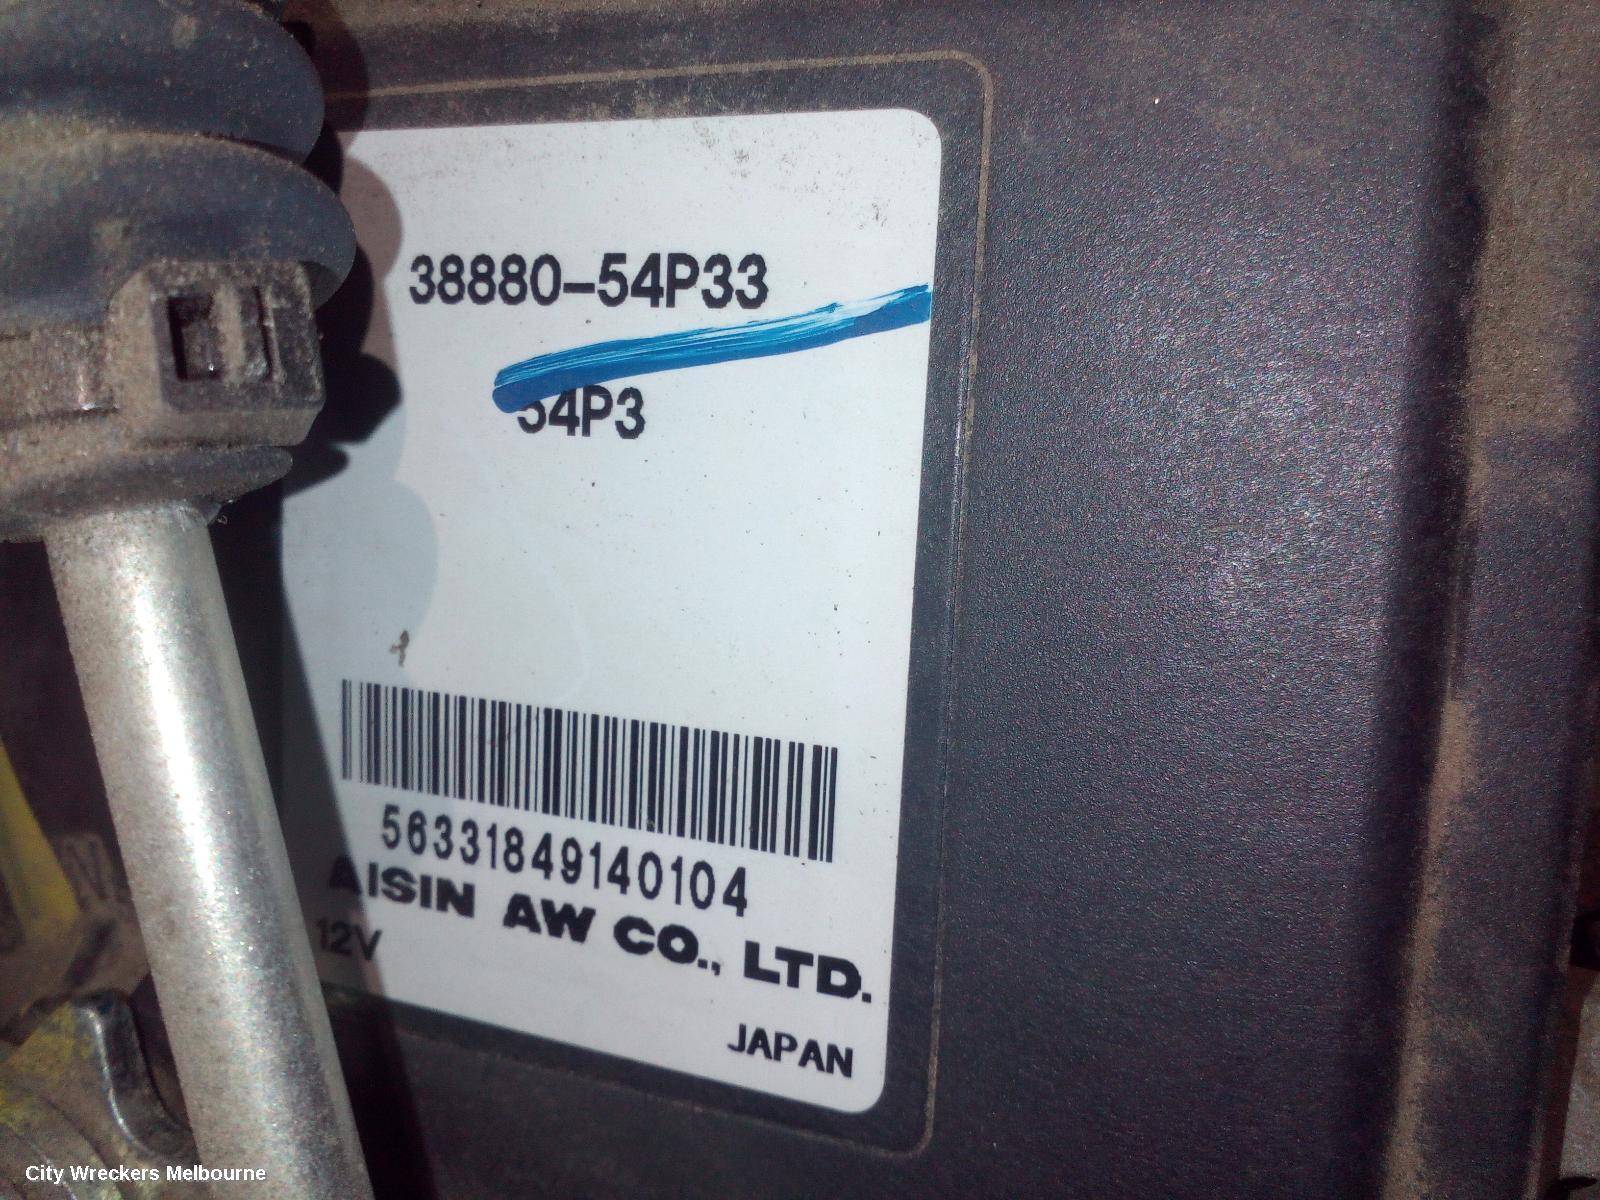 38880-54P33
54P3
56331849140104
AISIN AW CO., LTD.
12V
JAPAN
City Wreckers Melbourne